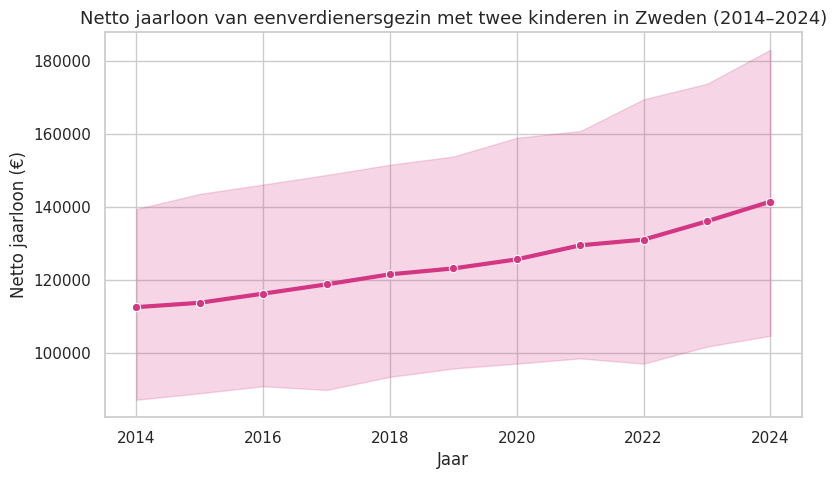 Netto jaarloon van eenverdienersgezin met twee kinderen in Zweden (2014–2024)
Netto jaarloon (€)
180000
160000
140000
120000
100000
2014 2016 2018 2020 2022 2024
Jaar